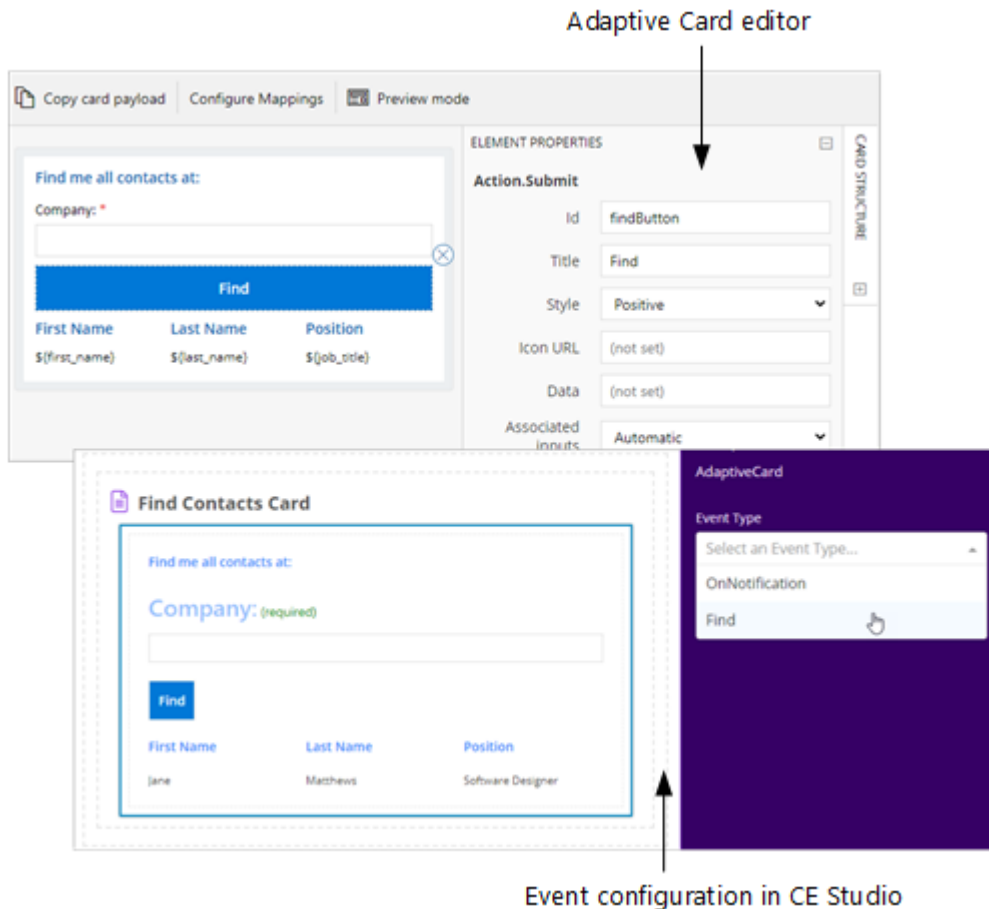 Adaptive Card editor
Copy card payload Configure Mappings Preview mode
ELEMENT PROPERTIES
CARD STRUCTURE
Find me all contacts at:
Company: *
Find
First Name Last Name Position
${first_name} ${last_name} ${job_title}
Action.Submit
Id findButton
Title Find
Style Positive
Icon URL (not set)
Data (not set)
Associated
inputs Automatic
Find Contacts Card
Find me all contacts at:
Company: (required)
Find
First Name Last Name Position
Jane Matthews Software Designer
AdaptiveCard
Event Type
Select an Event Type...
OnNotification
Find
Event configuration in CE Studio